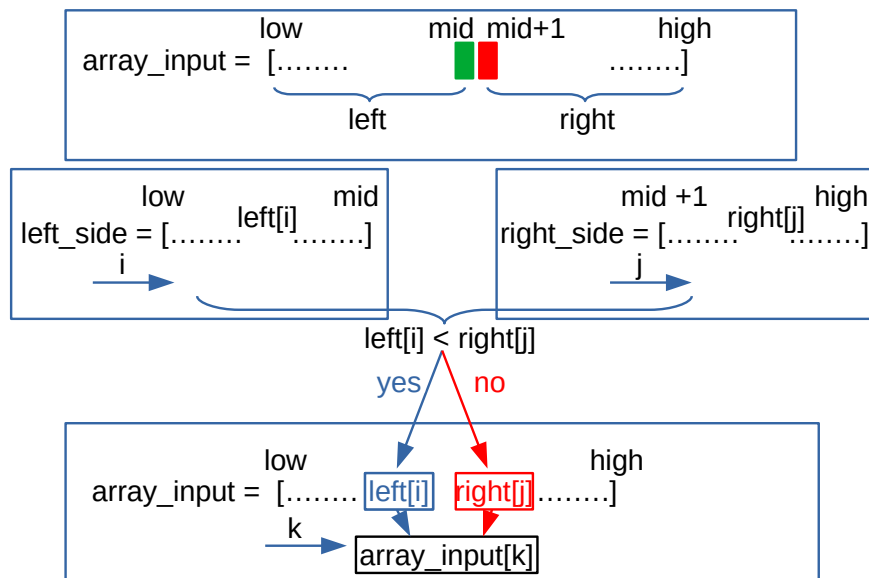 low mid mid+1 high
array_input = [........ ........]
left right
low mid
left_side = [........ left[i] ........]
i
mid +1 high
right_side = [........ right[j] ........]
j
left[i] < right[j]
yes no
low high
array_input = [........ left[i] right[j] ........]
k
array_input[k]